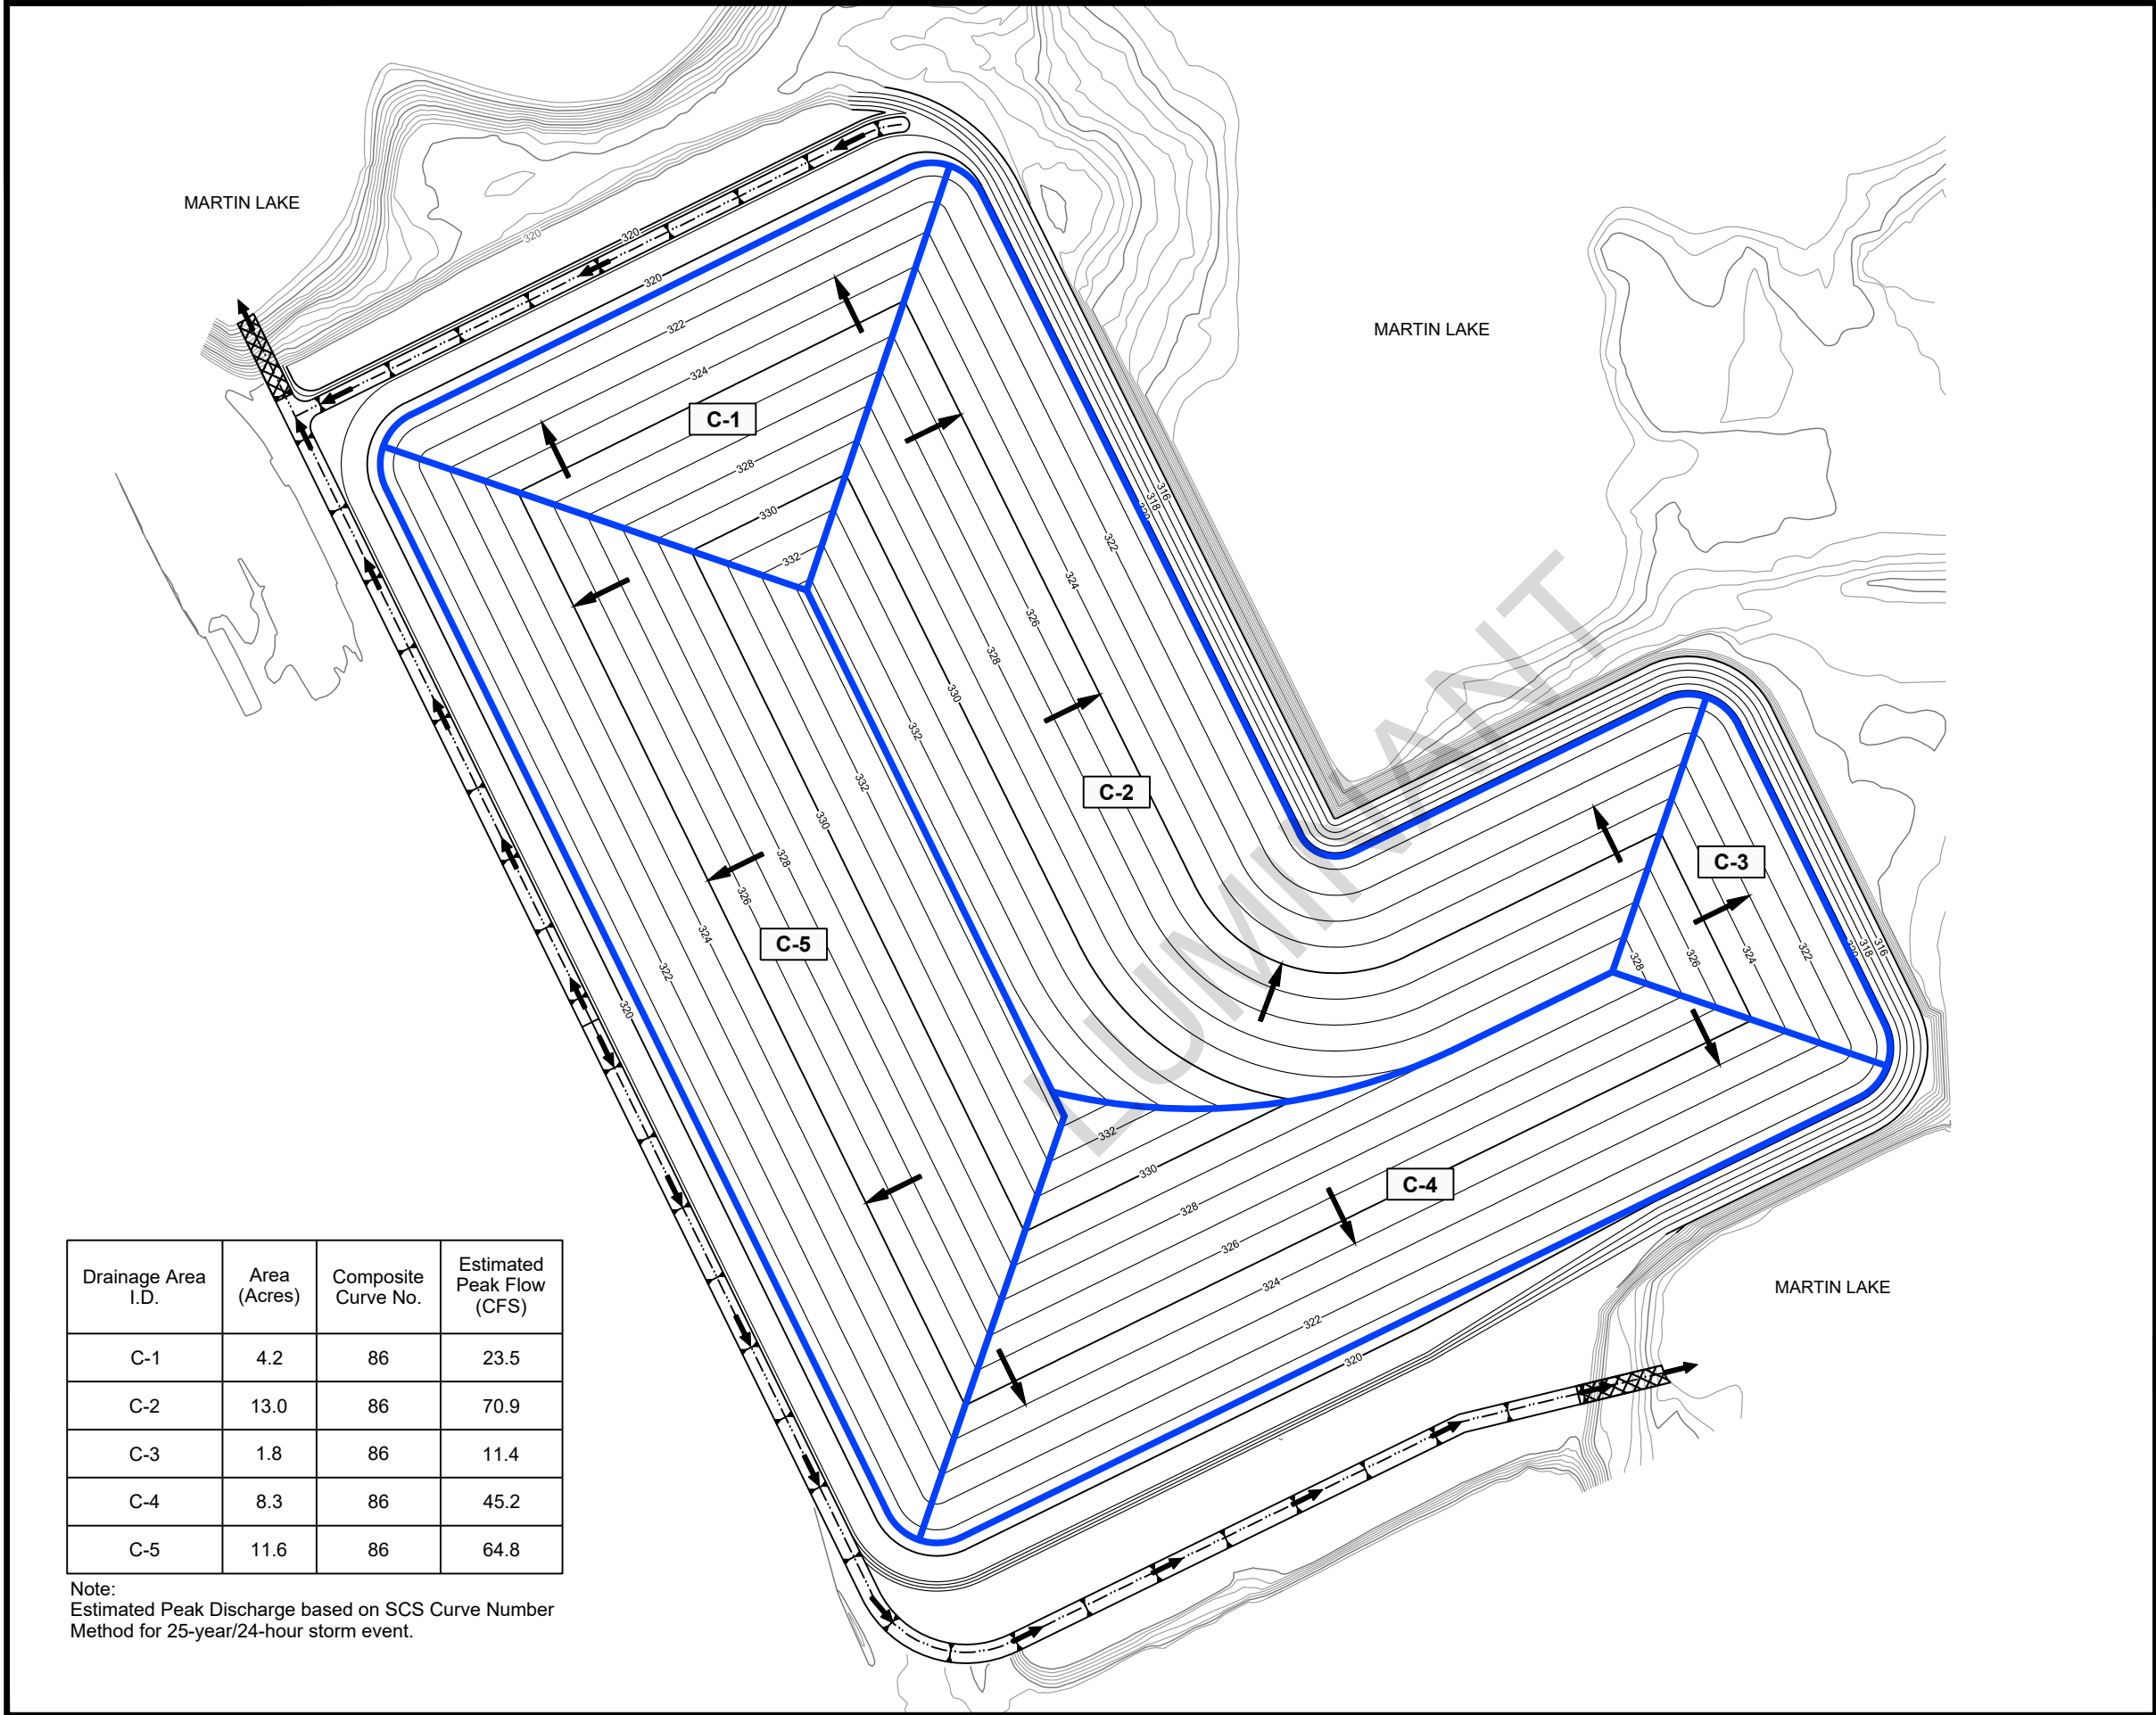 MARTIN LAKE
320
320
320
322
324
C-1
328
330
332
MARTIN LAKE
316
318
320
322
324
326
328
330
332
332
330
328
326
324
322
320
C-2
C-5
LUMINANT
C-3
328
326
324
322
320
318
316
332
330
328
326
324
322
320
C-4
MARTIN LAKE
Drainage Area I.D.	Area (Acres)	Composite Curve No.	Estimated Peak Flow (CFS)
C-1	4.2	86	23.5
C-2	13.0	86	70.9
C-3	1.8	86	11.4
C-4	8.3	86	45.2
C-5	11.6	86	64.8
Note:
Estimated Peak Discharge based on SCS Curve Number
Method for 25-year/24-hour storm event.